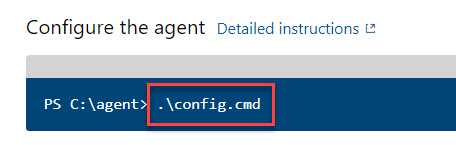 Configure the agent Detailed instructions
PS C:\agent> .\config.cmd